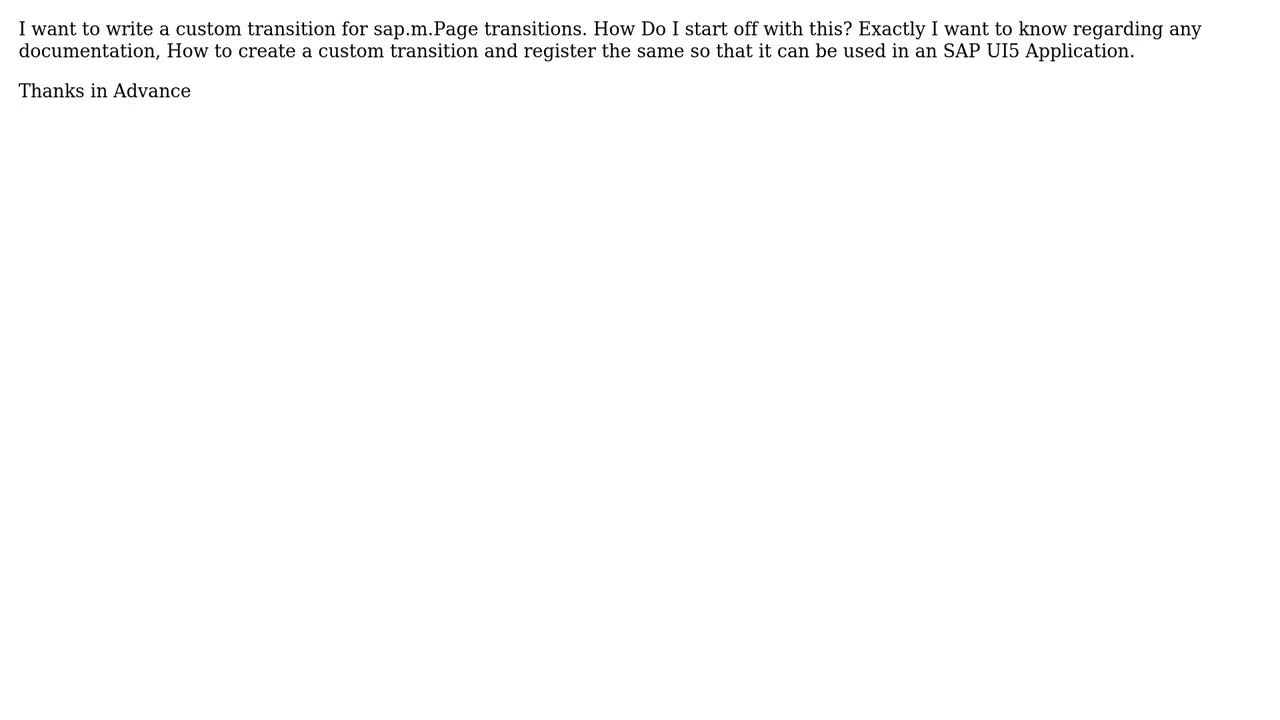 I want to write a custom transition for sap.m.Page transitions. How Do I start off with this? Exactly I want to know regarding any
documentation, How to create a custom transition and register the same so that it can be used in an SAP UI5 Application.
Thanks in Advance